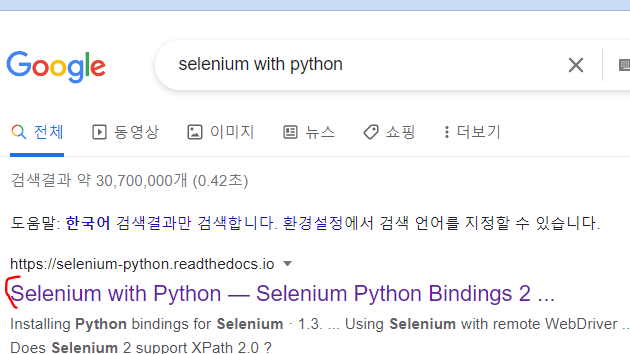 Google
selenium with python
전체 동영상 이미지 뉴스 쇼핑 더보기
검색결과 약 30,700,000개 (0.42초)
도움말: 한국어 검색결과만 검색합니다. 환경설정에서 검색 언어를 지정할 수 있습니다.
https://selenium-python.readthedocs.io
Selenium with Python — Selenium Python Bindings 2 ...
Installing Python bindings for Selenium · 1.3. ... Using Selenium with remote WebDriver ...
Does Selenium 2 support XPath 2.0 ?